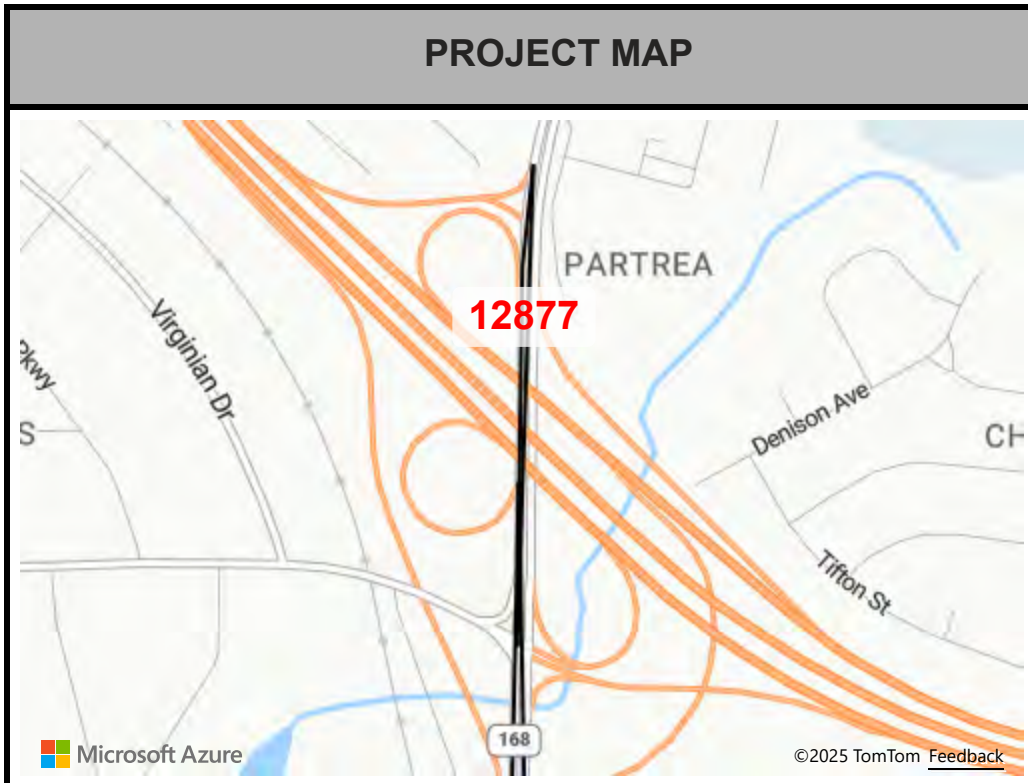 PROJECT MAP
PARTREA
12877
Virginian Dr
Pkwy
S
Denison Ave
CH
Tifton St
168
Microsoft Azure
©2025 TomTom Feedback